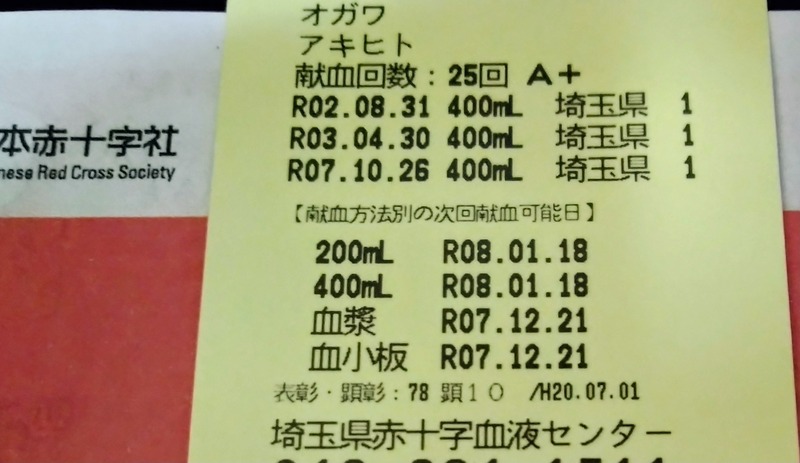 オガワ
アキヒト
献血回数：25回 A+
R02.08.31 400mL 埼玉県 1
R03.04.30 400mL 埼玉県 1
R07.10.26 400mL 埼玉県 1
【献血方法別の次回献血可能日】
200mL R08.01.18
400mL R08.01.18
血漿 R07.12.21
血小板 R07.12.21
表彰・顕彰：78 顕１０ /H20.07.01
埼玉県赤十字血液センター
本赤十字社
nese Red Cross Society